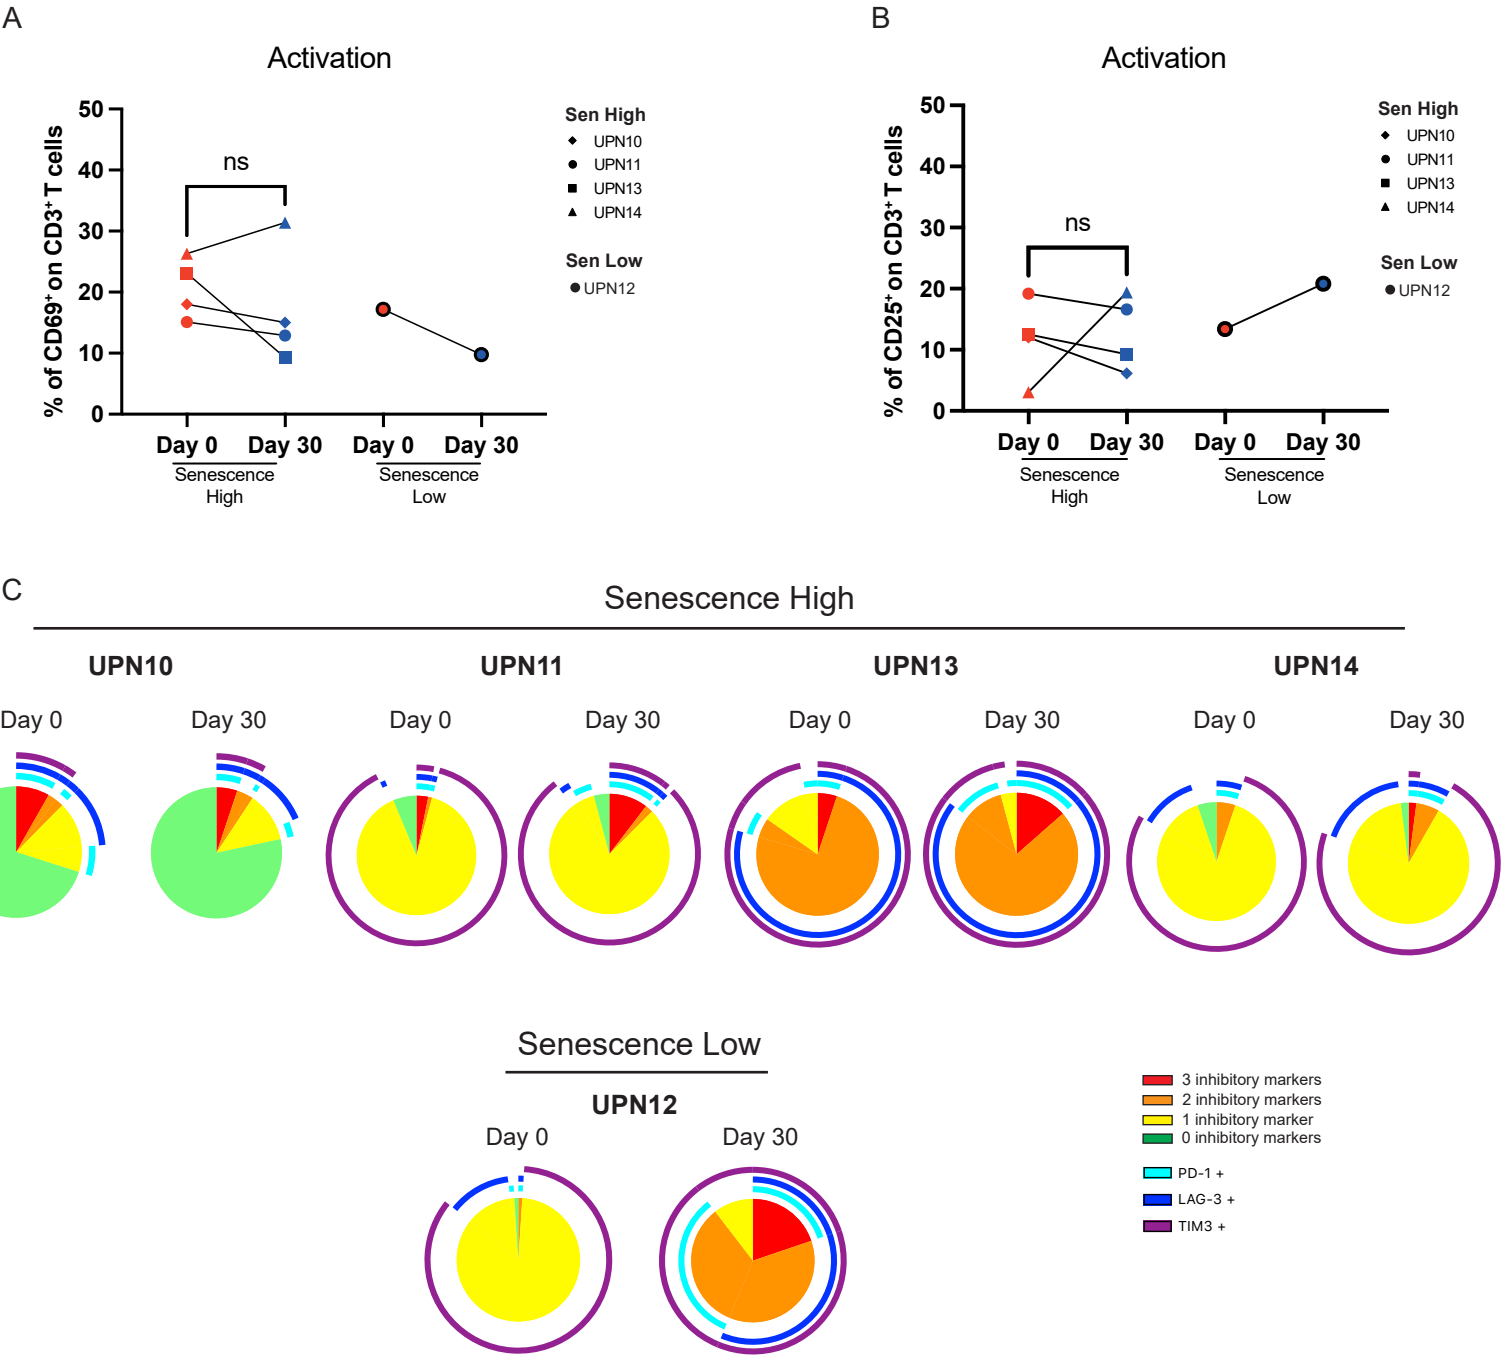 A
Activation
% of CD69+ on CD3+ T cells
50
40
30
20
10
0
ns
Day 0 Day 30 Day 0 Day 30
Senescence High
Senescence Low
Sen High
UPN10
UPN11
UPN13
UPN14
Sen Low
UPN12
B
Activation
% of CD25+ on CD3+ T cells
50
40
30
20
10
0
ns
Day 0 Day 30 Day 0 Day 30
Senescence High
Senescence Low
Sen High
UPN10
UPN11
UPN13
UPN14
Sen Low
UPN12
C
Senescence High
UPN10 UPN11 UPN13 UPN14
Day 0 Day 30 Day 0 Day 30 Day 0 Day 30 Day 0 Day 30
Senescence Low
UPN12
Day 0 Day 30
3 inhibitory markers
2 inhibitory markers
1 inhibitory marker
0 inhibitory markers
PD-1 +
LAG-3 +
TIM3 +